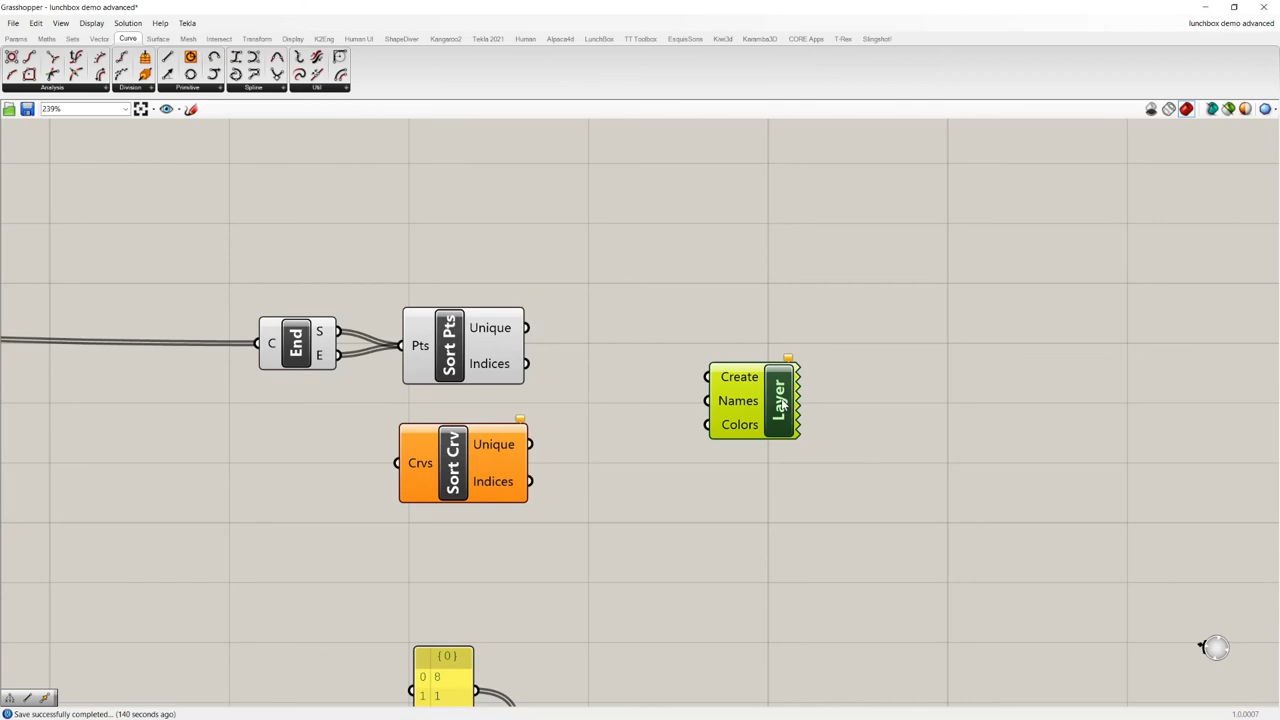 Grasshopper - lunchbox demo advanced*
File Edit View Display Solution Help Tekla
lunchbox demo advanced
Params Maths Sets Vector Curve Surface Mesh Intersect Transform Display K2Eng Human UI ShapeDiver Kangaroo2 Tekla 2021 Human Alpaca4d LunchBox TT Toolbox EsquisSons Kiwi3d Karamba3D CORE Apps T-Rex Slingshot!
Analysis Division Primitive Spline Util
239%
C End S E
Pts Sort Pts Unique Indices
Create Names Colors Layer
Crvs Sort Crv Unique Indices
{0}
0 8
1 1
Save successfully completed... (140 seconds ago)
1.0.0007